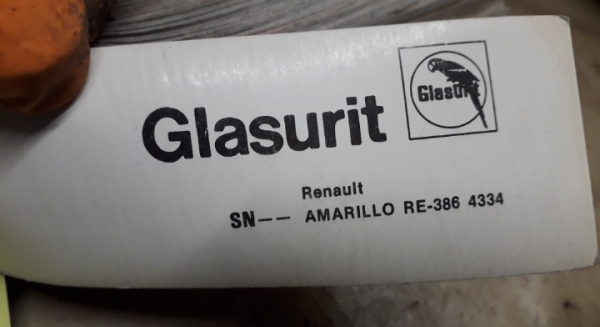 Glasurit
Glasurit
Renault
SN-- AMARILLO RE-386 4334